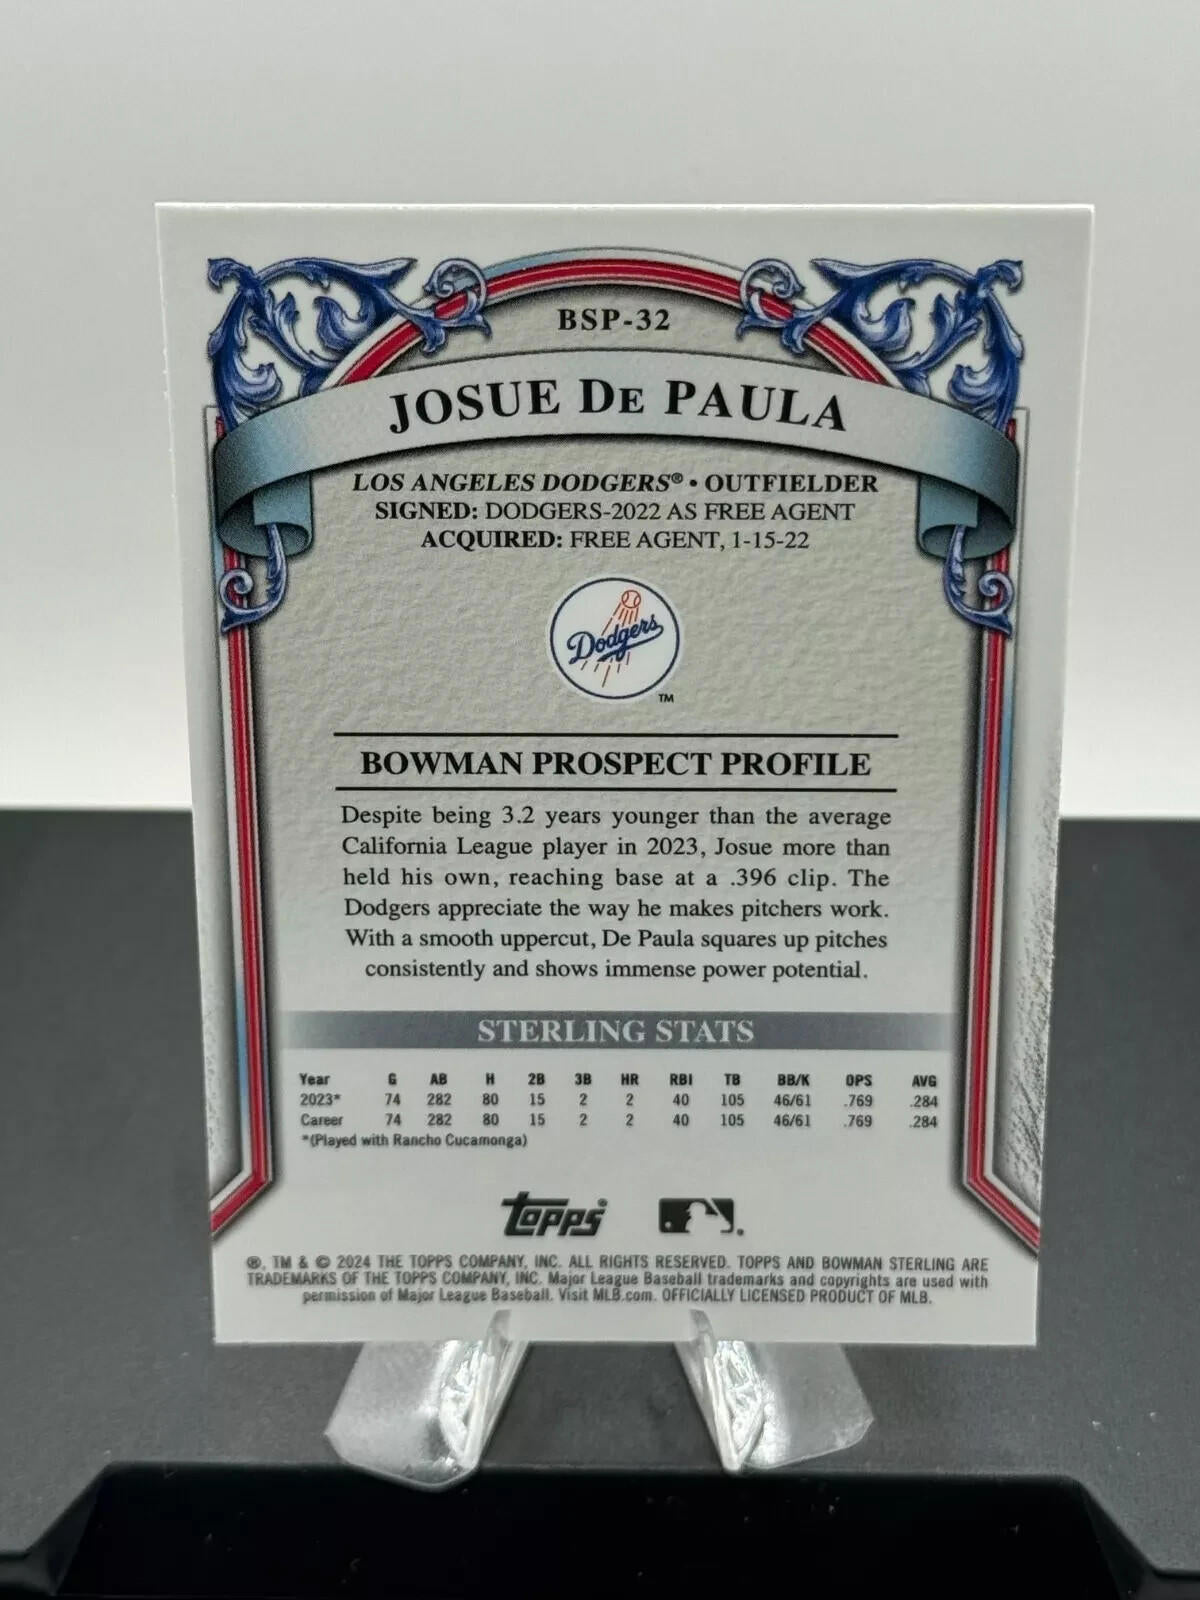 BSP-32
JOSUE DE PAULA
LOS ANGELES DODGERS® • OUTFIELDER
SIGNED: DODGERS-2022 AS FREE AGENT
ACQUIRED: FREE AGENT, 1-15-22
Dodgers
TM
BOWMAN PROSPECT PROFILE
Despite being 3.2 years younger than the average
California League player in 2023, Josue more than
held his own, reaching base at a .396 clip. The
Dodgers appreciate the way he makes pitchers work.
With a smooth uppercut, De Paula squares up pitches
consistently and shows immense power potential.
STERLING STATS
Year G AB H 2B 3B HR RBI TB BB/K OPS AVG
2023* 74 282 80 15 2 2 40 105 46/61 .769 .284
Career 74 282 80 15 2 2 40 105 46/61 .769 .284
*(Played with Rancho Cucamonga)
topps
®, TM & © 2024 THE TOPPS COMPANY, INC. ALL RIGHTS RESERVED. TOPPS AND BOWMAN STERLING ARE
TRADEMARKS OF THE TOPPS COMPANY, INC. Major League Baseball trademarks and copyrights are used with
permission of Major League Baseball. Visit MLB.com. OFFICIALLY LICENSED PRODUCT OF MLB.